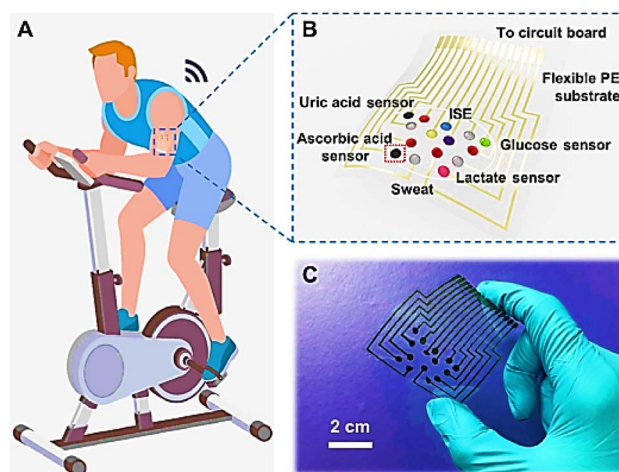 A
B
To circuit board
Flexible PE
substrate
Uric acid sensor
ISE
Ascorbic acid
sensor
Glucose sensor
Lactate sensor
Sweat
C
2 cm